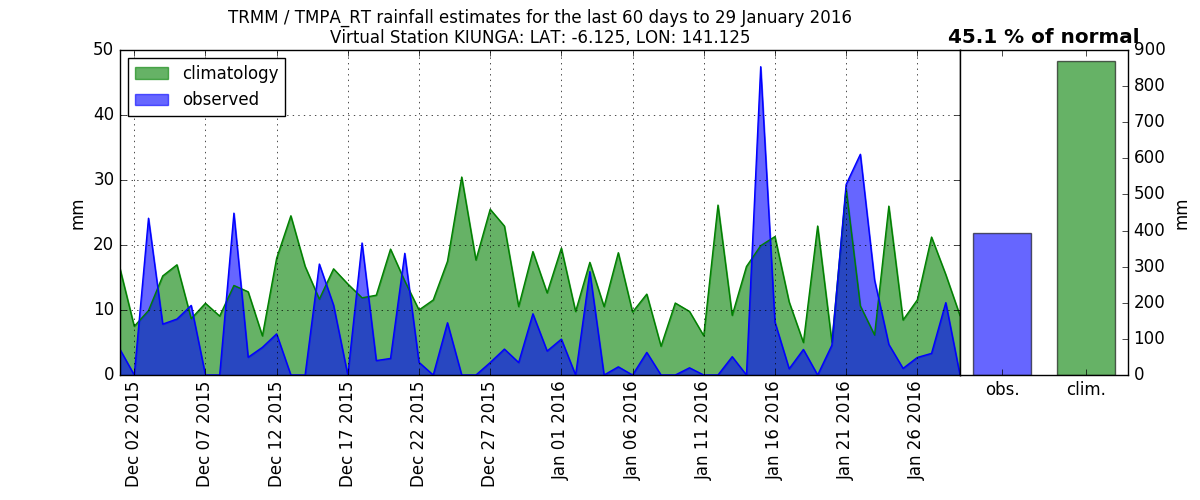 TRMM / TMPA_RT rainfall estimates for the last 60 days to 29 January 2016
Virtual Station KIUNGA: LAT: -6.125, LON: 141.125
45.1 % of normal
climatology
observed
mm
50
40
30
20
10
0
Dec 02 2015
Dec 07 2015
Dec 12 2015
Dec 17 2015
Dec 22 2015
Dec 27 2015
Jan 01 2016
Jan 06 2016
Jan 11 2016
Jan 16 2016
Jan 21 2016
Jan 26 2016
obs.
clim.
900
800
700
600
500
400
300
200
100
0
mm